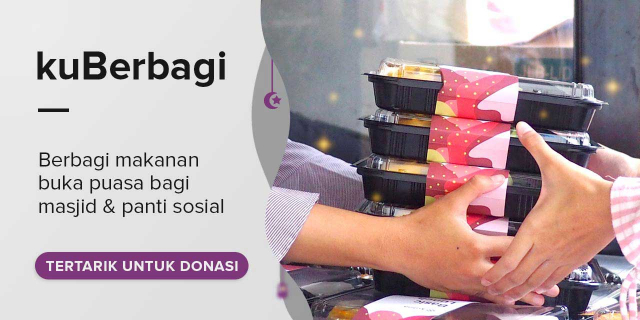 kuBerbagi
Berbagi makanan
buka puasa bagi
masjid & panti sosial
TERTARIK UNTUK DONASI